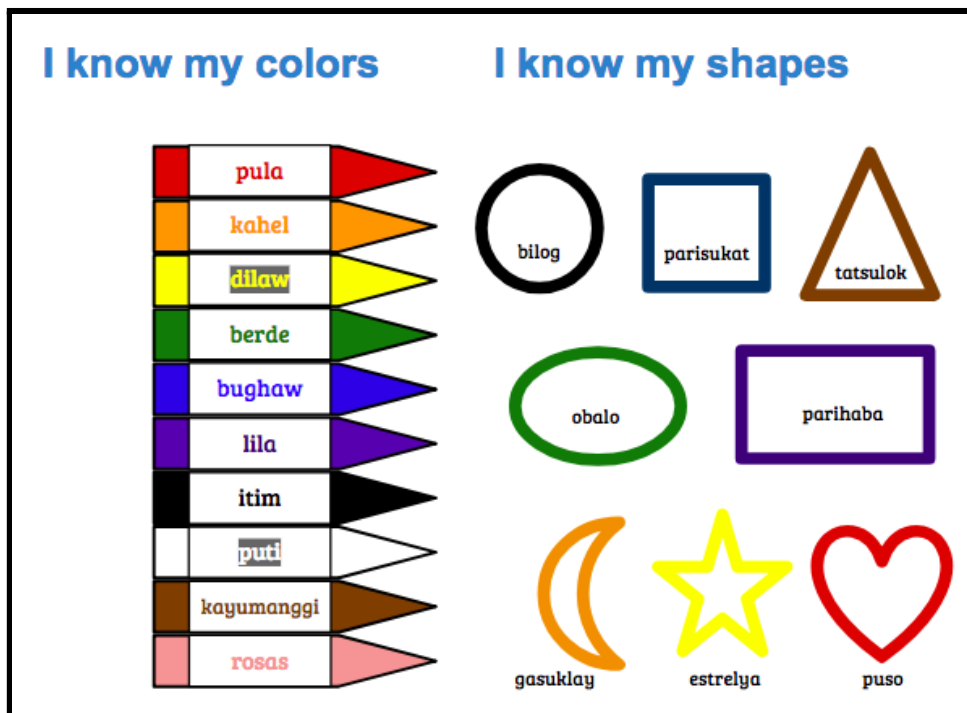 I know my colors
I know my shapes
pula
kahel
dilaw
berde
bughaw
lila
itim
puti
kayumanggi
rosas
bilog
parisukat
tatsulok
obalo
parihaba
gasuklay
estrelya
puso